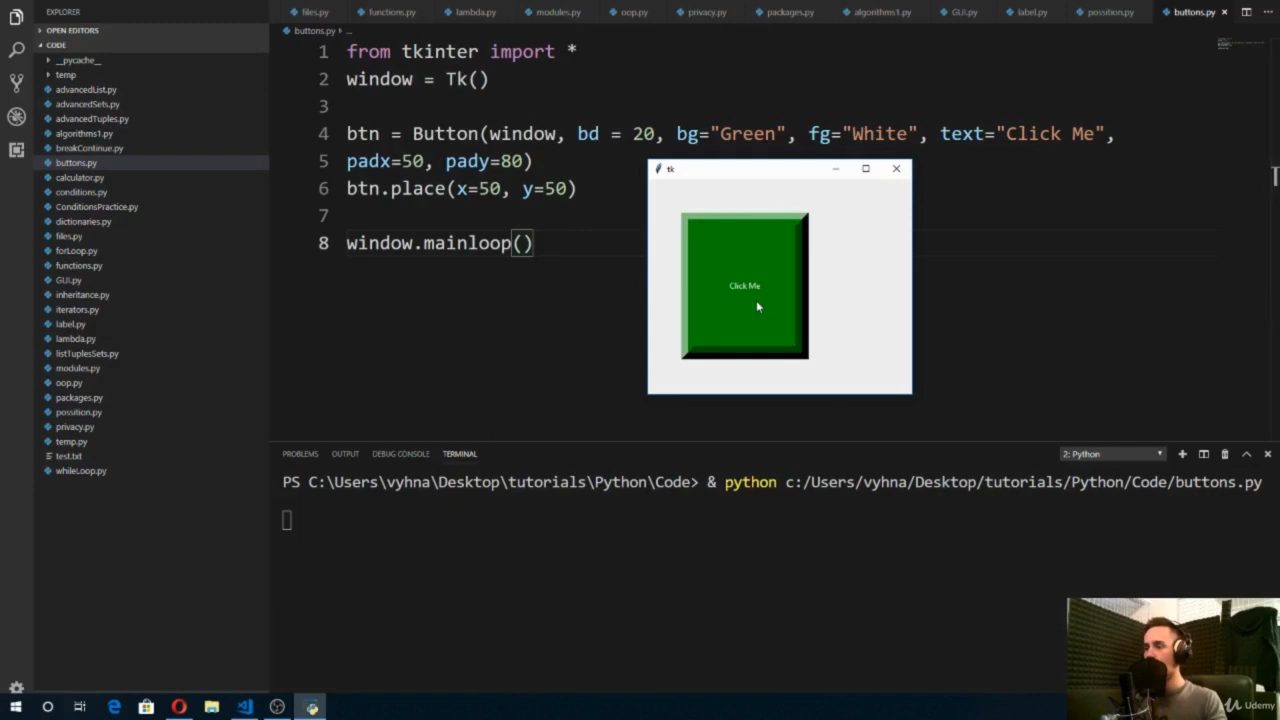 EXPLORER
OPEN EDITORS
CODE
__pycache__
temp
advancedList.py
advancedSets.py
advancedTuples.py
algorithms1.py
breakContinue.py
buttons.py
calculator.py
conditions.py
ConditionsPractice.py
dictionaries.py
files.py
forLoop.py
functions.py
GUI.py
inheritance.py
iterators.py
label.py
lambda.py
listTuplesSets.py
modules.py
oop.py
packages.py
possition.py
privacy.py
temp.py
test.txt
whileLoop.py
files.py functions.py lambda.py modules.py oop.py privacy.py packages.py algorithms1.py GUI.py label.py possition.py buttons.py
buttons.py ...
1 from tkinter import *
2 window = Tk()
3
4 btn = Button(window, bd = 20, bg="Green", fg="White", text="Click Me",
5 padx=50, pady=80)
6 btn.place(x=50, y=50)
7
8 window.mainloop()
tk
Click Me
PROBLEMS OUTPUT DEBUG CONSOLE TERMINAL 2: Python
PS C:\Users\vyhna\Desktop\tutorials\Python\Code> & python c:/Users/vyhna/Desktop/tutorials/Python/Code/buttons.py
Udemy